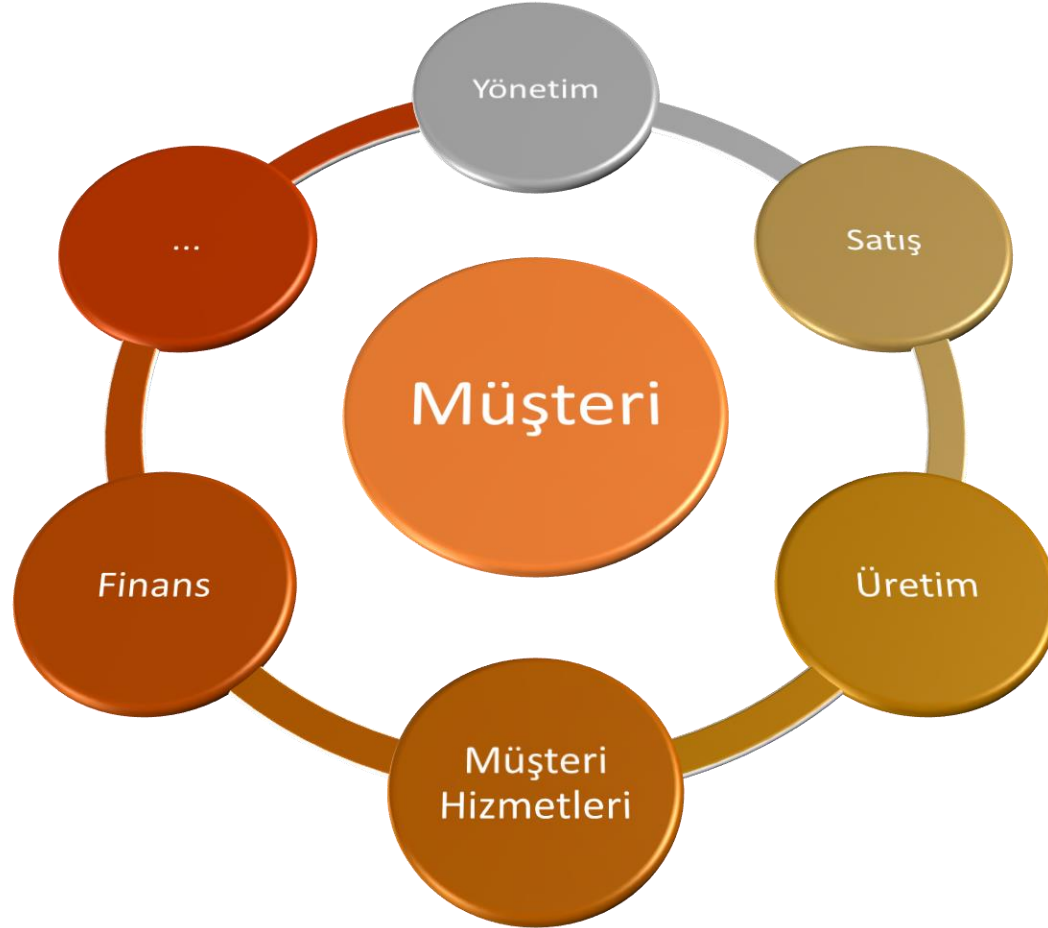 Yönetim
Satış
Üretim
Müşteri
Hizmetleri
Finans
...
Müşteri